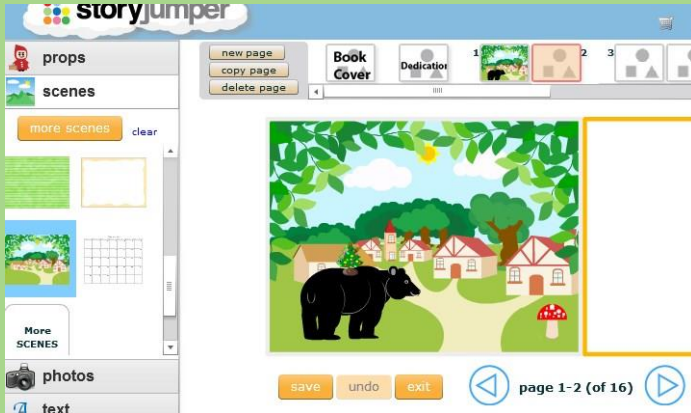 storyjumper
props
scenes
more scenes
clear
More
SCENES
photos
text
new page
copy page
delete page
Book
Cover
Dedication
1
2
3
save
undo
exit
page 1-2 (of 16)